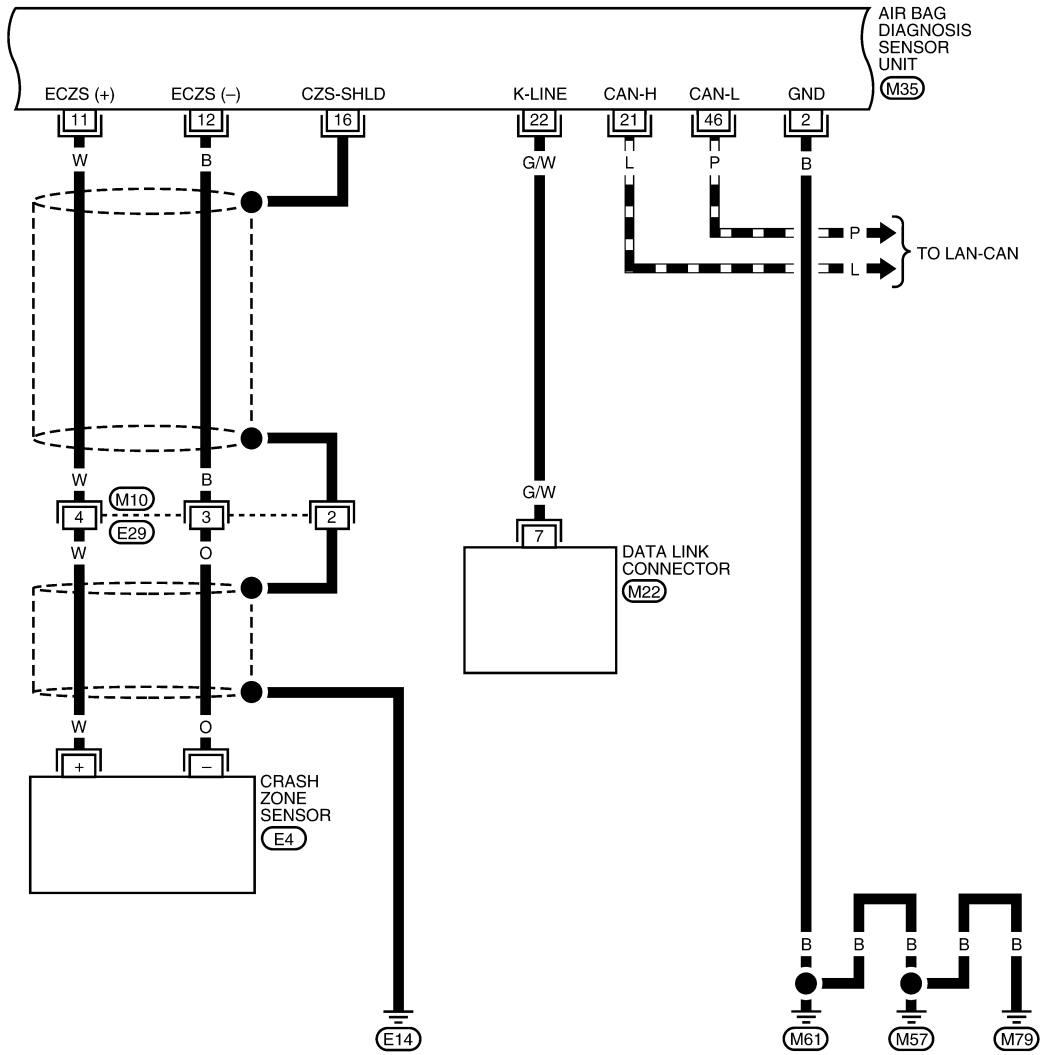 AIR BAG
DIAGNOSIS
SENSOR
UNIT
M35
ECZS (+)
ECZS (–)
CZS-SHLD
K-LINE
CAN-H
CAN-L
GND
11
12
16
22
21
46
2
W
B
G/W
L
P
B
P
L
TO LAN-CAN
W
B
G/W
M10
E29
4
3
2
7
W
O
DATA LINK
CONNECTOR
M22
W
O
+
–
CRASH
ZONE
SENSOR
E4
B
B
B
B
B
E14
M61
M57
M79